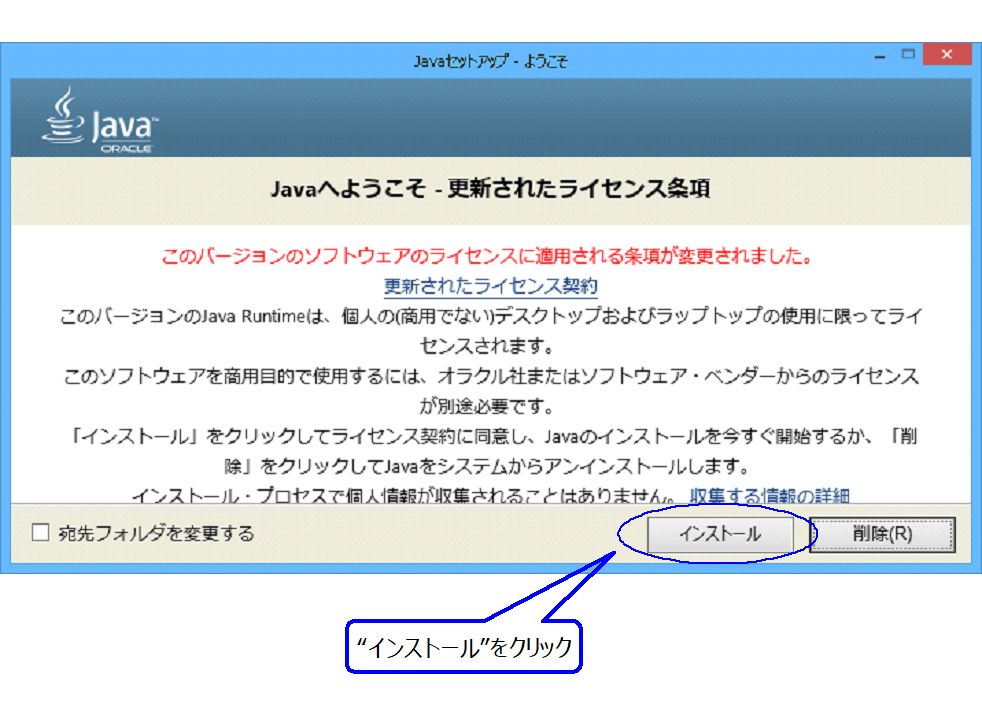 Javaセットアップ - ようこそ
Java™
ORACLE
Javaへようこそ - 更新されたライセンス条項
このバージョンのソフトウェアのライセンスに適用される条項が変更されました。
更新されたライセンス契約
このバージョンのJava Runtimeは、個人の(商用でない)デスクトップおよびラップトップの使用に限ってライ
センスされます。
このソフトウェアを商用目的で使用するには、オラクル社またはソフトウェア・ベンダーからのライセンス
が別途必要です。
「インストール」をクリックしてライセンス契約に同意し、Javaのインストールを今すぐ開始するか、「削
除」をクリックしてJavaをシステムからアンインストールします。
インストール・プロセスで個人情報が収集されることはありません。 収集する情報の詳細
宛先フォルダを変更する
インストール
削除(R)
“インストール”をクリック